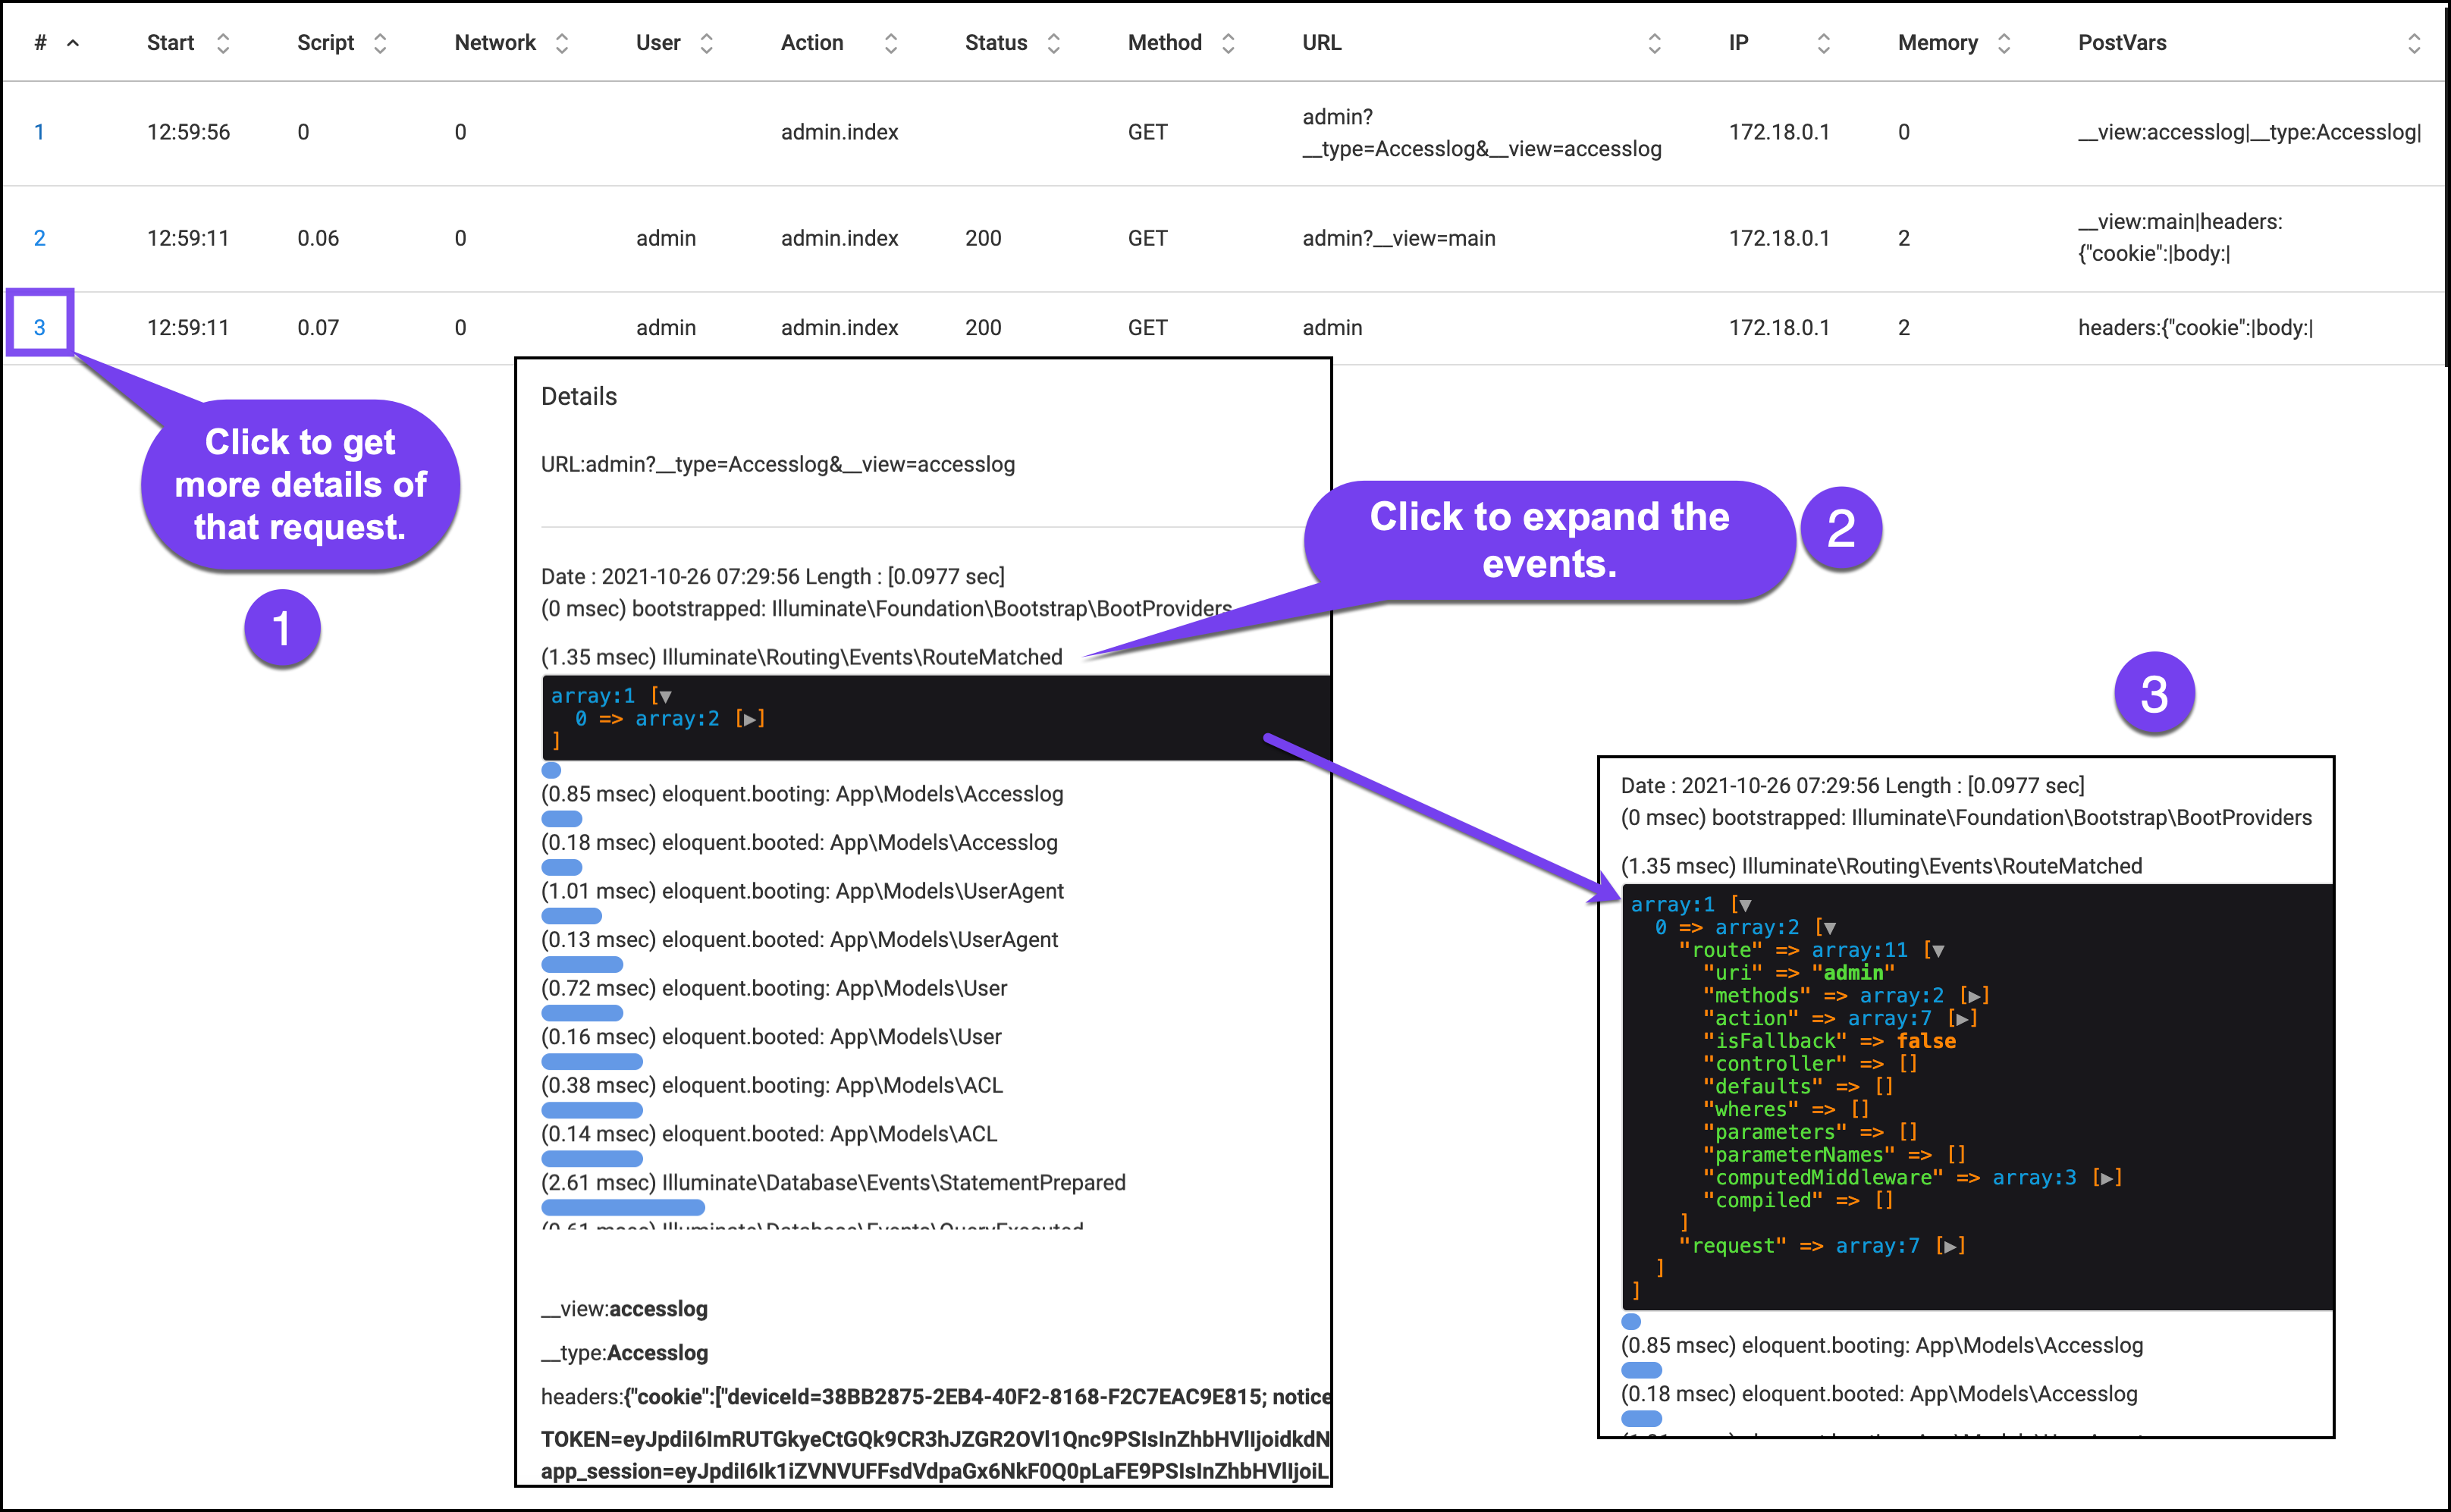 # Start Script Network User Action Status Method URL IP Memory PostVars
1 12:59:56 0 0 admin.index GET admin?
__type=Accesslog&__view=accesslog 172.18.0.1 0 __view:accesslog|__type:Accesslog|
2 12:59:11 0.06 0 admin admin.index 200 GET admin?__view=main 172.18.0.1 2 __view:main|headers:
{"cookie":|body:|
3 12:59:11 0.07 0 admin admin.index 200 GET admin 172.18.0.1 2 headers:{"cookie":|body:|
Click to get
more details of
that request.
1
Details
URL:admin?__type=Accesslog&__view=accesslog
Click to expand the
events.
2
Date : 2021-10-26 07:29:56 Length : [0.0977 sec]
(0 msec) bootstrapped: Illuminate\Foundation\Bootstrap\BootProviders
(1.35 msec) Illuminate\Routing\Events\RouteMatched
array:1 [▼
0 => array:2 [▶]
]
(0.85 msec) eloquent.booting: App\Models\Accesslog
(0.18 msec) eloquent.booted: App\Models\Accesslog
(1.01 msec) eloquent.booting: App\Models\UserAgent
(0.13 msec) eloquent.booted: App\Models\UserAgent
(0.72 msec) eloquent.booting: App\Models\User
(0.16 msec) eloquent.booted: App\Models\User
(0.38 msec) eloquent.booting: App\Models\ACL
(0.14 msec) eloquent.booted: App\Models\ACL
(2.61 msec) Illuminate\Database\Events\StatementPrepared
(0.61 msec) Illuminate\Database\Events\QueryExecuted
__view:accesslog
__type:Accesslog
headers:{"cookie":["deviceId=38BB2875-2EB4-40F2-8168-F2C7EAC9E815; notice
TOKEN=eyJpdiI6ImRUTGkyeCtGQk9CR3hJZGR2OVl1Qnc9PSIsInZhbHVlIjoidkdN
app_session=eyJpdiI6Ik1iZVNVUFFsdVdpaGx6NkF0Q0pLaFE9PSIsInZhbHVlIjoiL
3
Date : 2021-10-26 07:29:56 Length : [0.0977 sec]
(0 msec) bootstrapped: Illuminate\Foundation\Bootstrap\BootProviders
(1.35 msec) Illuminate\Routing\Events\RouteMatched
array:1 [▼
0 => array:2 [▼
"route" => array:11 [▼
"uri" => "admin"
"methods" => array:2 [▶]
"action" => array:7 [▶]
"isFallback" => false
"controller" => []
"defaults" => []
"wheres" => []
"parameters" => []
"parameterNames" => []
"computedMiddleware" => array:3 [▶]
"compiled" => []
]
"request" => array:7 [▶]
]
]
(0.85 msec) eloquent.booting: App\Models\Accesslog
(0.18 msec) eloquent.booted: App\Models\Accesslog